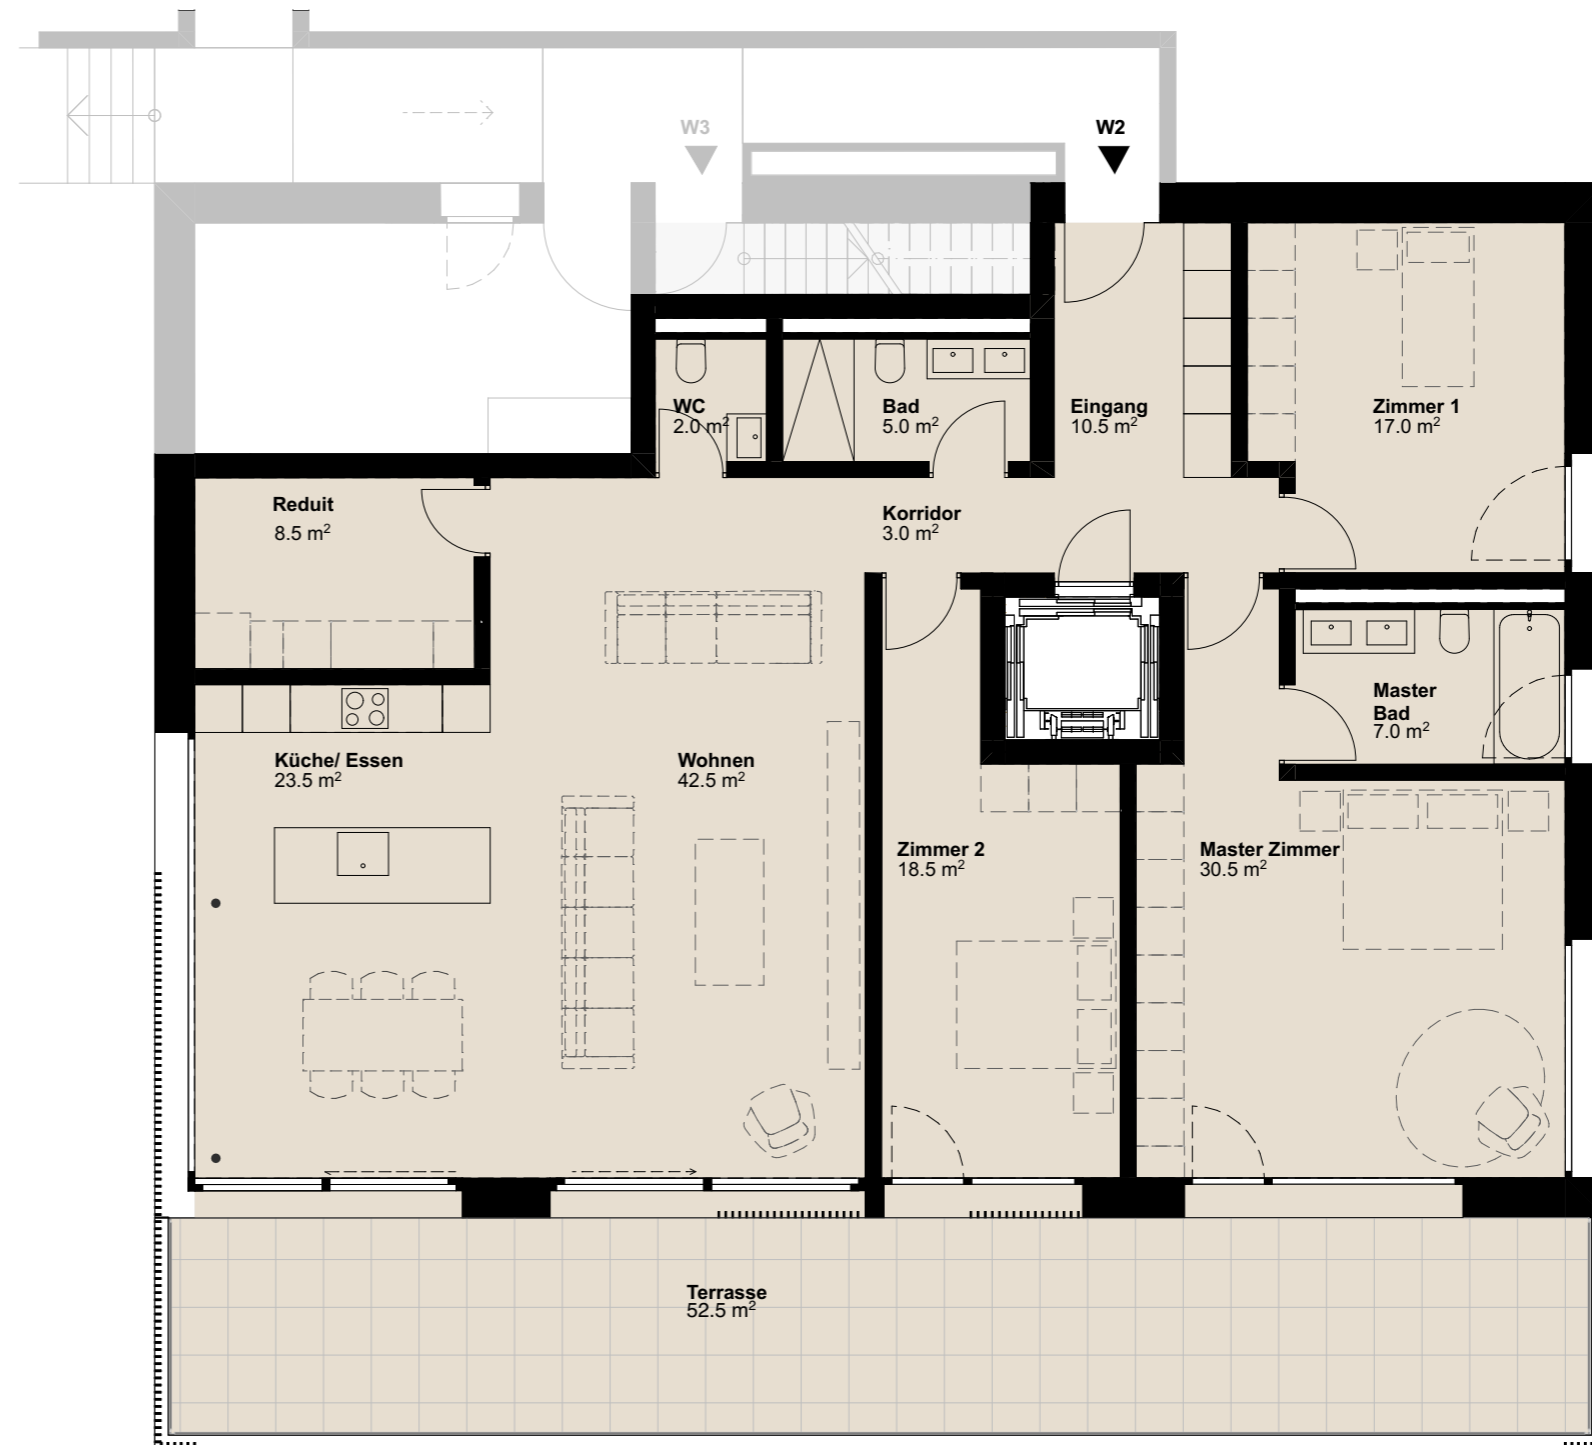 W3
W2
WC
2.0 m²
Bad
5.0 m²
Eingang
10.5 m²
Zimmer 1
17.0 m²
Reduit
8.5 m²
Korridor
3.0 m²
Master
Bad
7.0 m²
Küche/ Essen
23.5 m²
Wohnen
42.5 m²
Zimmer 2
18.5 m²
Master Zimmer
30.5 m²
Terrasse
52.5 m²